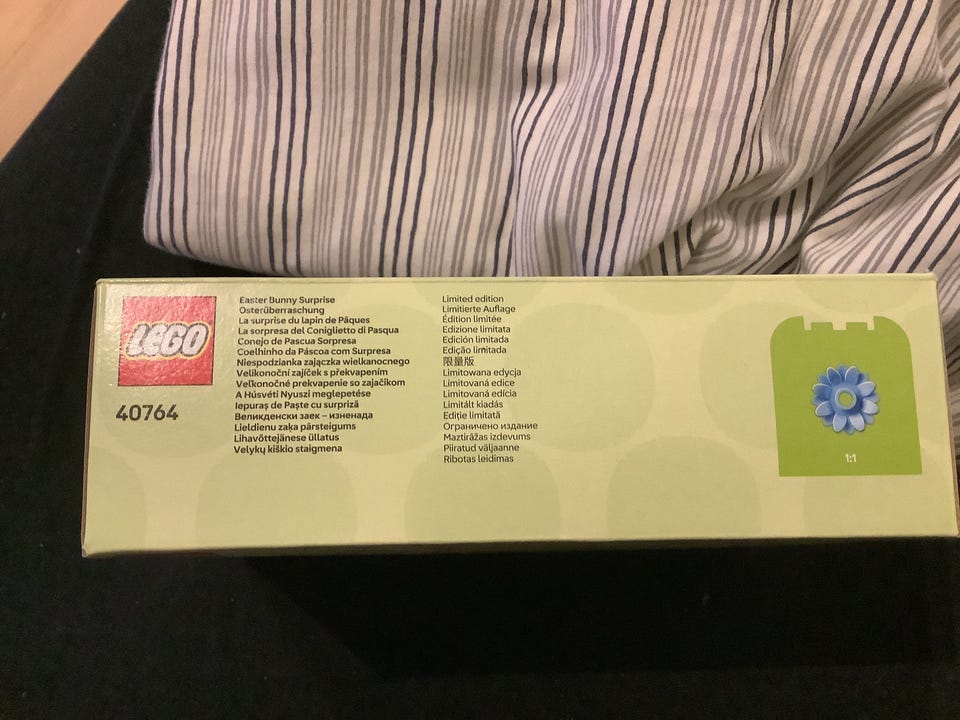 LEGO
40764
Easter Bunny Surprise
Osterüberraschung
La surprise du lapin de Pâques
La sorpresa del Coniglietto di Pasqua
Conejo de Pascua Sorpresa
Coelhinho da Páscoa com Surpresa
Niespodzianka zajączka wielkanocnego
Velikonoční zajíček s překvapením
Veľkonočné prekvapenie so zajačikom
A Húsvéti Nyuszi meglepetése
Iepuraș de Paște cu surpriză
Великденски заек – изненада
Lieldienu zaķa pārsteigums
Lihavõttejänese üllatus
Velykų kiškio staigmena
Limited edition
Limitierte Auflage
Édition limitée
Edizione limitata
Edición limitada
Edição limitada
限量版
Limitowana edycja
Limitovaná edice
Limitovaná edícia
Limitált kiadás
Ediție limitată
Ограничено издание
Maztirāžas izdevums
Piiratud väljaanne
Ribotas leidimas
1:1